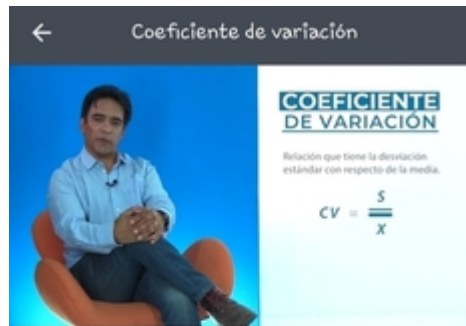 Coeficiente de variación
COEFICIENTE
DE VARIACIÓN
Relación que tiene la desviación
estándar con respecto de la media.
CV = S
X